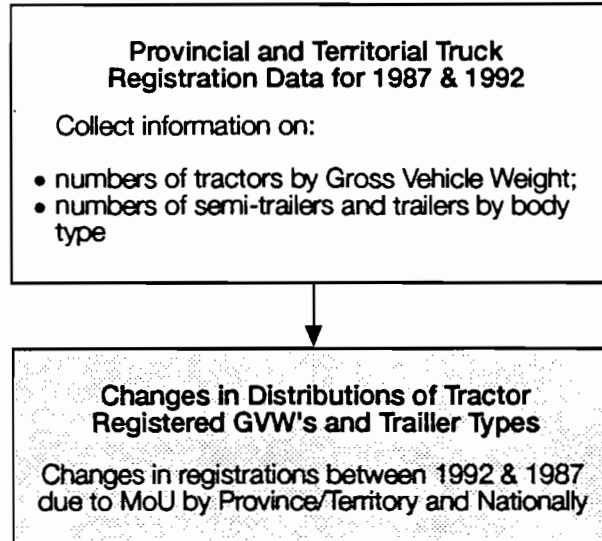 Provincial and Territorial Truck
Registration Data for 1987 & 1992
Collect information on:
• numbers of tractors by Gross Vehicle Weight;
• numbers of semi-trailers and trailers by body
type
Changes in Distributions of Tractor
Registered GVW's and Trailler Types
Changes in registrations between 1992 & 1987
due to MoU by Province/Territory and Nationally